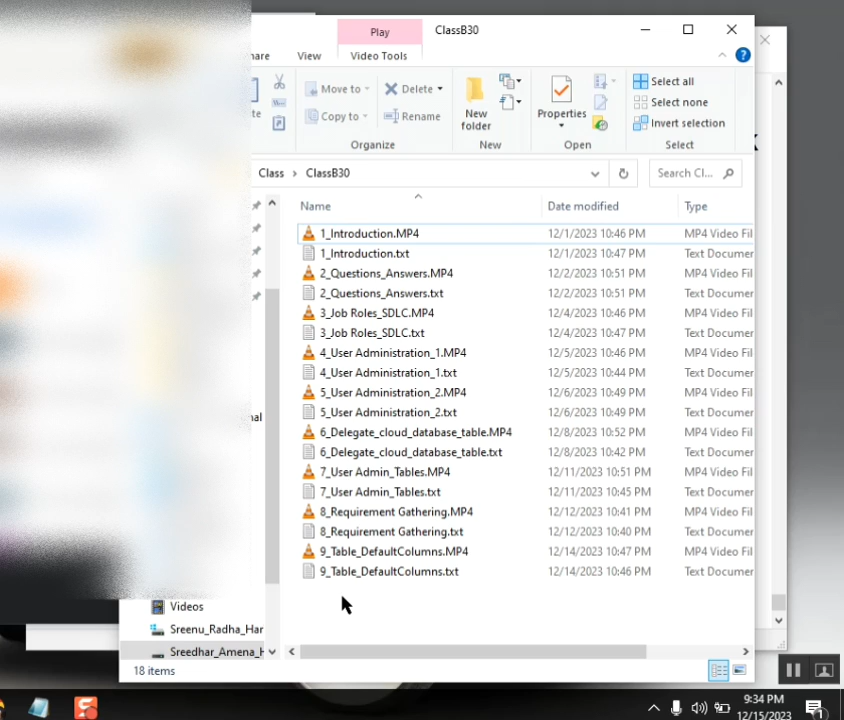 Play
ClassB30
hare
View
Video Tools
Move to
Delete
Copy to
Rename
New folder
Properties
Select all
Select none
Invert selection
Organize
New
Open
Select
Class > ClassB30
Search Cl...
Name
Date modified
Type
1_Introduction.MP4 12/1/2023 10:46 PM MP4 Video Fil
1_Introduction.txt 12/1/2023 10:47 PM Text Documer
2_Questions_Answers.MP4 12/2/2023 10:51 PM MP4 Video Fil
2_Questions_Answers.txt 12/2/2023 10:51 PM Text Documer
3_Job Roles_SDLC.MP4 12/4/2023 10:46 PM MP4 Video Fil
3_Job Roles_SDLC.txt 12/4/2023 10:47 PM Text Documer
4_User Administration_1.MP4 12/5/2023 10:46 PM MP4 Video Fil
4_User Administration_1.txt 12/5/2023 10:44 PM Text Documer
5_User Administration_2.MP4 12/6/2023 10:49 PM MP4 Video Fil
5_User Administration_2.txt 12/6/2023 10:49 PM Text Documer
6_Delegate_cloud_database_table.MP4 12/8/2023 10:52 PM MP4 Video Fil
6_Delegate_cloud_database_table.txt 12/8/2023 10:42 PM Text Documer
7_User Admin_Tables.MP4 12/11/2023 10:51 PM MP4 Video Fil
7_User Admin_Tables.txt 12/11/2023 10:45 PM Text Documer
8_Requirement Gathering.MP4 12/12/2023 10:41 PM MP4 Video Fil
8_Requirement Gathering.txt 12/12/2023 10:40 PM Text Documer
9_Table_DefaultColumns.MP4 12/14/2023 10:47 PM MP4 Video Fil
9_Table_DefaultColumns.txt 12/14/2023 10:46 PM Text Documer
nal
Videos
Sreenu_Radha_Har
Sreedhar_Amena_H
18 items
9:34 PM
12/15/2023
1